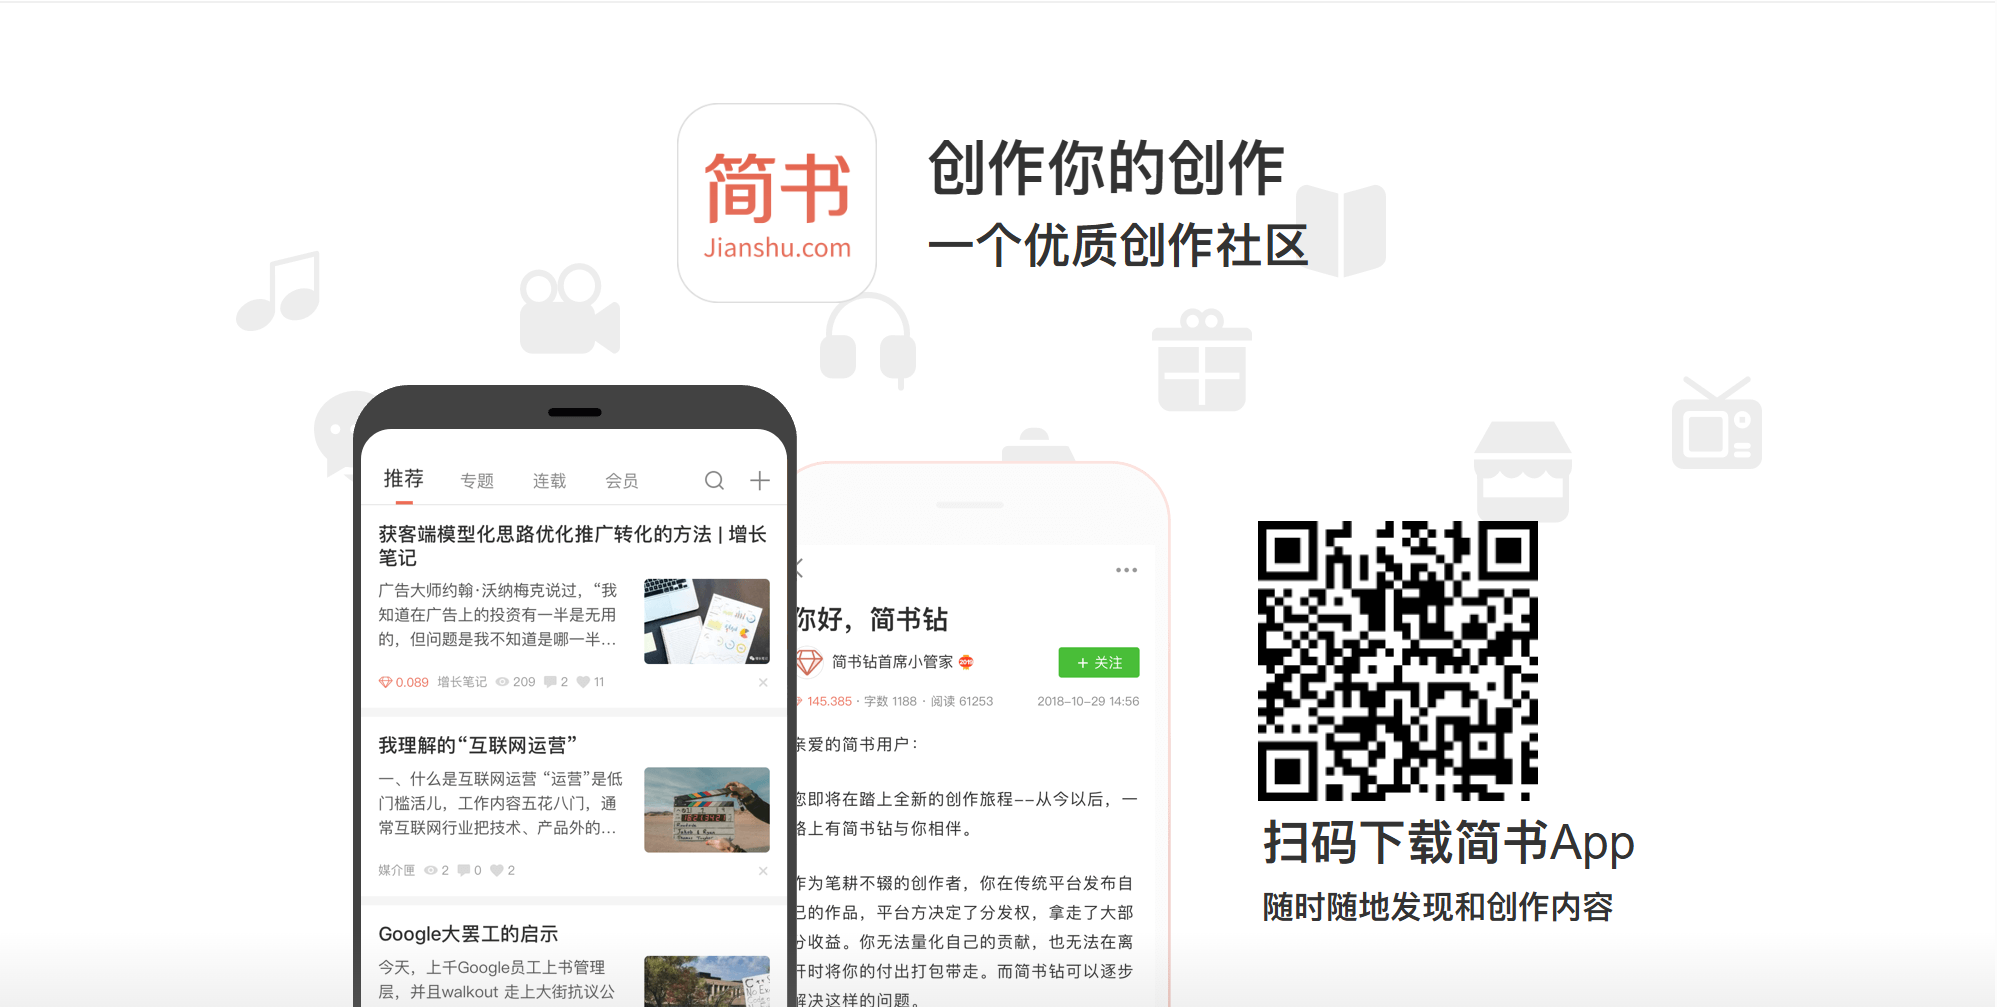 简书
Jianshu.com
创作你的创作
一个优质创作社区
推荐 专题 连载 会员
获客端模型化思路优化推广转化的方法 | 增长
笔记
广告大师约翰·沃纳梅克说过，“我
知道在广告上的投资有一半是无用
的，但问题是我不知道是哪一半...
0.089 增长笔记 209 2 11
我理解的“互联网运营”
一、什么是互联网运营 “运营”是低
门槛活儿，工作内容五花八门，通
常互联网行业把技术、产品外的...
媒介匣 2 0 2
Google大罢工的启示
今天，上千Google员工上书管理
层，并且walkout 走上大街抗议公
你好，简书钻
简书钻首席小管家
+ 关注
145.385 · 字数 1188 · 阅读 61253
2018-10-29 14:56
亲爱的简书用户：
您即将在踏上全新的创作旅程--从今以后，一
路上有简书钻与你相伴。
作为笔耕不辍的创作者，你在传统平台发布自
己的作品，平台方决定了分发权，拿走了大部
分收益。你无法量化自己的贡献，也无法在离
开时将你的付出打包带走。而简书钻可以逐步
解决这样的问题。
扫码下载简书App
随时随地发现和创作内容